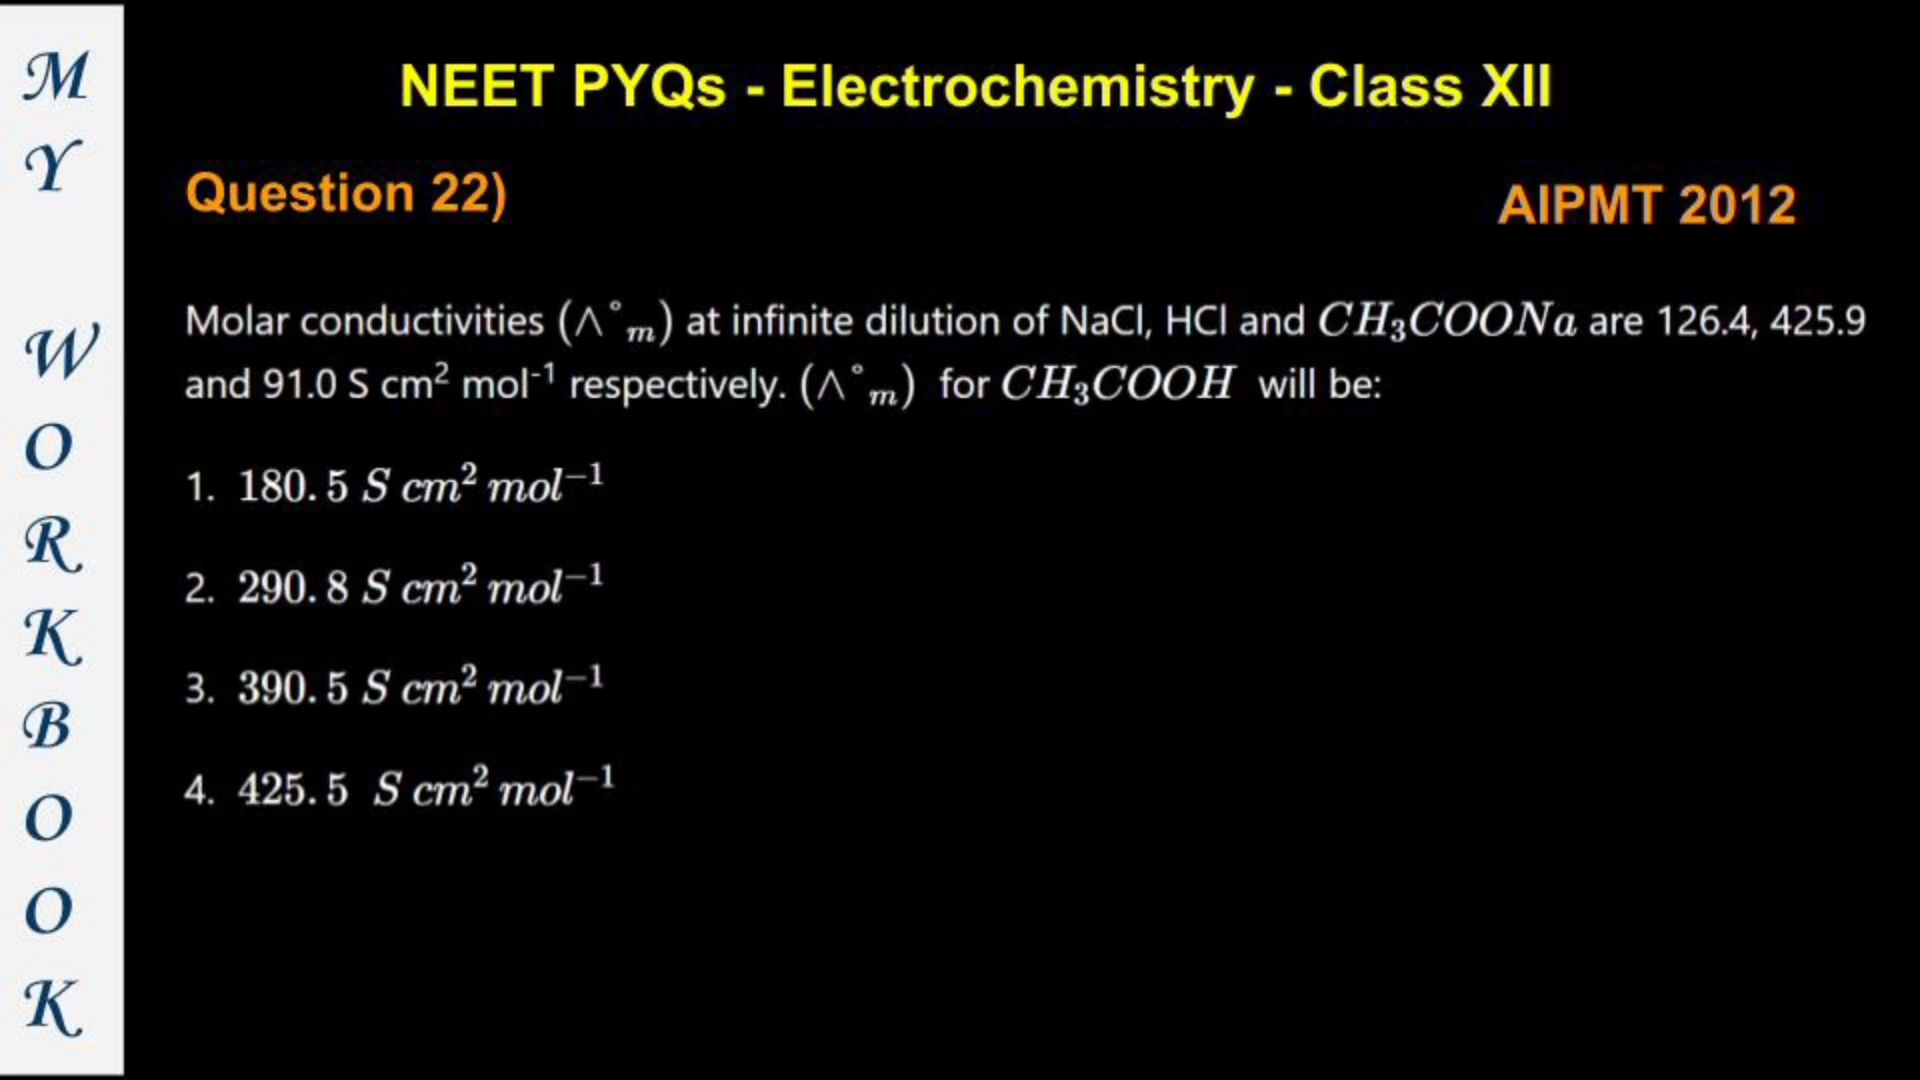 MY WORKBOOK
NEET PYQs - Electrochemistry - Class XII
Question 22)
AIPMT 2012
Molar conductivities (∧°ₘ) at infinite dilution of NaCl, HCl and CH₃COONa are 126.4, 425.9
and 91.0 S cm² mol⁻¹ respectively. (∧°ₘ) for CH₃COOH will be:
1. 180.5 S cm² mol⁻¹
2. 290.8 S cm² mol⁻¹
3. 390.5 S cm² mol⁻¹
4. 425.5 S cm² mol⁻¹